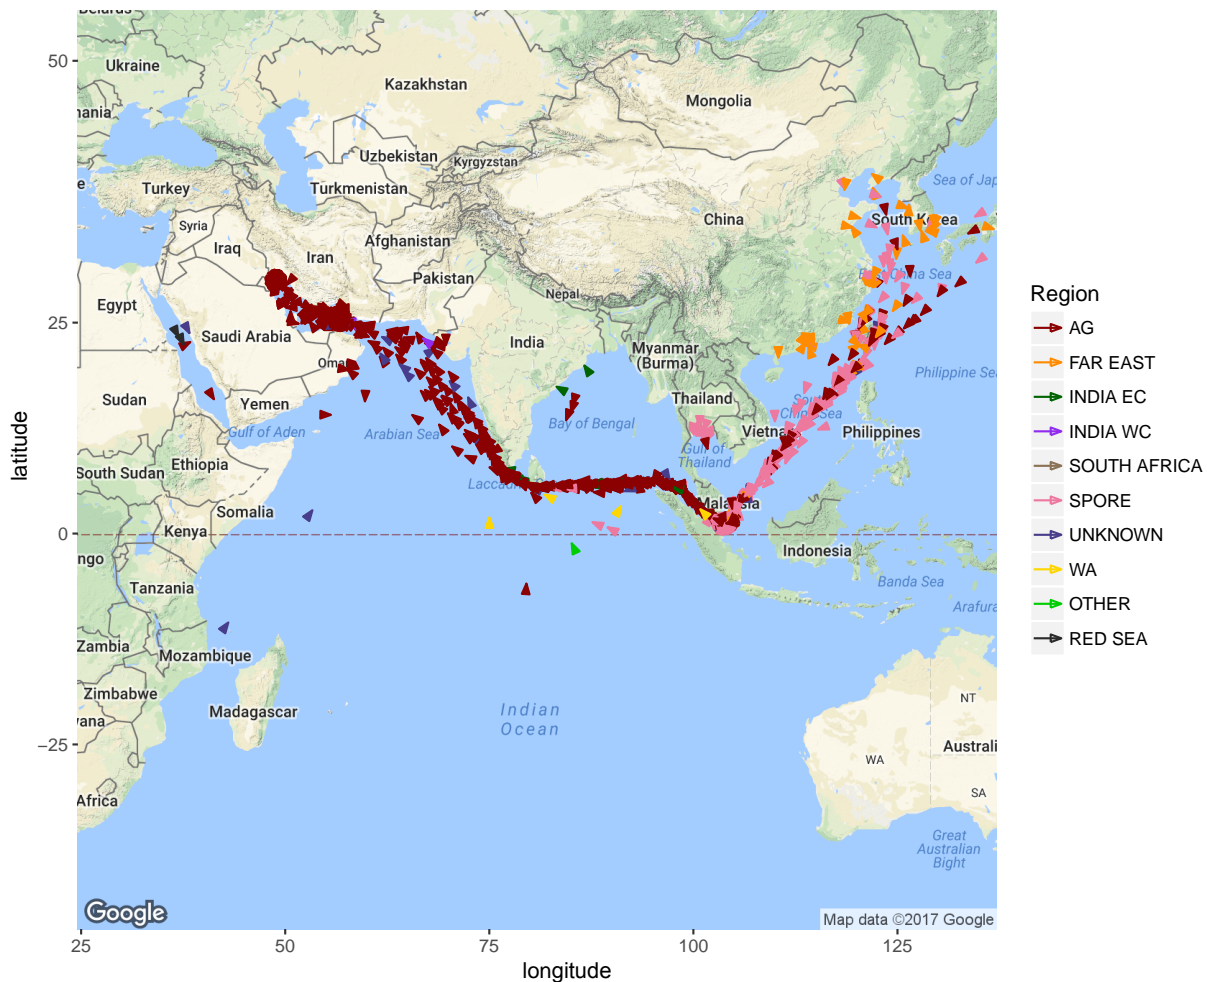 50
25
0
−25
latitude
25
50
75
100
125
longitude
Ukraine
Kazakhstan
Mongolia
Uzbekistan
Kyrgyzstan
Turkey
Turkmenistan
Sea of Jap
Syria
Iraq
Iran
Afghanistan
China
South Korea
Pakistan
Nepal
Egypt
Saudi Arabia
India
Myanmar
(Burma)
Oma
Sudan
Yemen
Thailand
Philippine Sea
Gulf of Aden
Arabian Sea
Bay of Bengal
Vietnam
Philippines
Gulf of
Thailand
South Sudan
Ethiopia
Somalia
Malaysia
Kenya
ngo
Indonesia
Tanzania
Banda Sea
Arafura
Zambia
Mozambique
Zimbabwe
wana
Madagascar
Indian
Ocean
NT
WA
Australi
SA
Africa
Great
Australian
Bight
Google
Map data ©2017 Google
Region
AG
FAR EAST
INDIA EC
INDIA WC
SOUTH AFRICA
SPORE
UNKNOWN
WA
OTHER
RED SEA